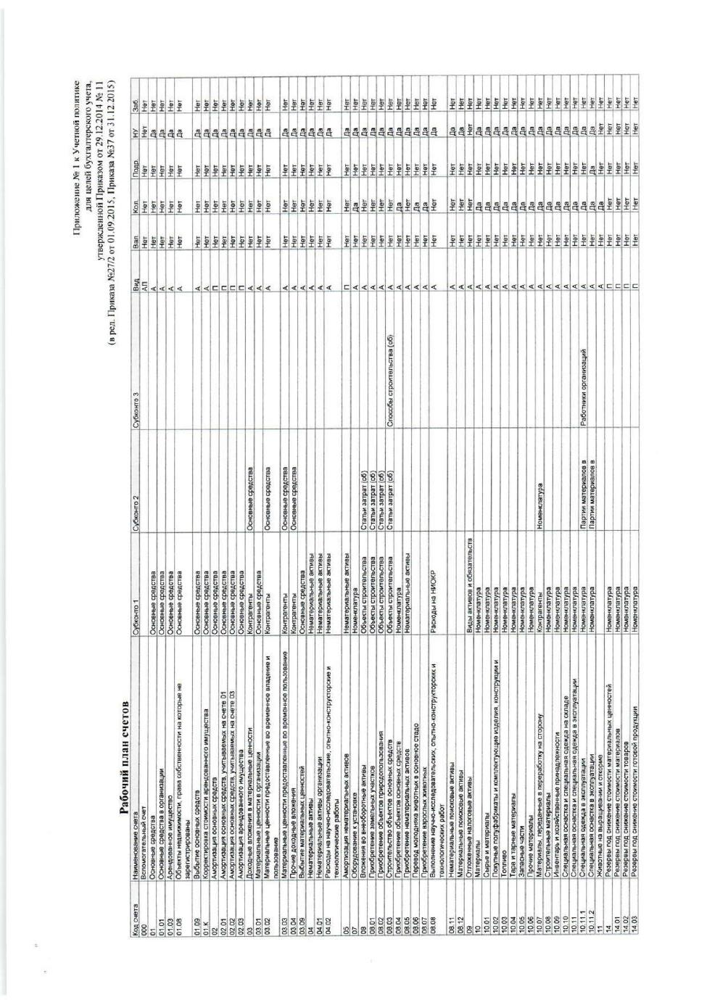 Приложение № 1 к Учетной политике
для целей бухгалтерского учета,
утвержденной Приказом от 29.12.2014 № 11
(в ред. Приказа №27/2 от 01.09.2015, Приказа №37 от 31.12.2015)
Рабочий план счетов
Код счета Наименование счета Субконто 1 Субконто 2 Субконто 3 Вид Вал. Кол. Подр. НУ Заб.
000 Вспомогательный счет АП Нет Нет Нет Нет Нет
01 Основные средства Основные средства А Нет Нет Нет Да Нет
01.01 Основные средства в организации Основные средства А Нет Нет Нет Да Нет
01.03 Арендованное имущество Основные средства А Нет Нет Нет Да Нет
01.08 Объекты недвижимости, права собственности на которые не Основные средства А Нет Нет Нет Да Нет
зарегистрированы
01.09 Выбытие основных средств Основные средства А Нет Нет Нет Да Нет
01.К Корректировка стоимости арендованного имущества Основные средства А Нет Нет Нет Да Нет
02 Амортизация основных средств Основные средства П Нет Нет Нет Да Нет
02.01 Амортизация основных средств, учитываемых на счете 01 Основные средства П Нет Нет Нет Да Нет
02.02 Амортизация основных средств, учитываемых на счете 03 Основные средства П Нет Нет Нет Да Нет
02.03 Амортизация арендованного имущества Основные средства П Нет Нет Нет Да Нет
03 Доходные вложения в материальные ценности Контрагенты Основные средства А Нет Нет Нет Да Нет
03.01 Материальные ценности в организации Основные средства А Нет Нет Нет Да Нет
03.02 Материальные ценности предоставленные во временное владение и Контрагенты Основные средства А Нет Нет Нет Да Нет
пользование
03.03 Материальные ценности предоставленные во временное пользование Контрагенты Основные средства А Нет Нет Нет Да Нет
03.04 Прочие доходные вложения Контрагенты Основные средства А Нет Нет Нет Да Нет
03.09 Выбытие материальных ценностей Основные средства А Нет Нет Нет Да Нет
04 Нематериальные активы Нематериальные активы А Нет Нет Нет Да Нет
04.01 Нематериальные активы организации Нематериальные активы А Нет Нет Нет Да Нет
04.02 Расходы на научно-исследовательские, опытно-конструкторские и Нематериальные активы А Нет Нет Нет Да Нет
технологические работы
05 Амортизация нематериальных активов Нематериальные активы П Нет Нет Нет Да Нет
07 Оборудование к установке Номенклатура А Нет Да Нет Да Нет
08 Вложения во внеоборотные активы Объекты строительства Статьи затрат (об) А Нет Нет Нет Да Нет
08.01 Приобретение земельных участков Объекты строительства Статьи затрат (об) А Нет Нет Нет Да Нет
08.02 Приобретение объектов природопользования Объекты строительства Статьи затрат (об) А Нет Нет Нет Да Нет
08.03 Строительство объектов основных средств Объекты строительства Статьи затрат (об) Способы строительства (об) А Нет Нет Нет Да Нет
08.04 Приобретение объектов основных средств Номенклатура А Нет Да Нет Да Нет
08.05 Приобретение нематериальных активов Нематериальные активы А Нет Нет Нет Да Нет
08.06 Перевод молодняка животных в основное стадо А Нет Да Нет Да Нет
08.07 Приобретение взрослых животных А Нет Да Нет Да Нет
08.08 Выполнение научно-исследовательских, опытно-конструкторских и Расходы на НИОКР А Нет Нет Нет Да Нет
технологических работ
08.11 Нематериальные поисковые активы А Нет Нет Нет Да Нет
08.12 Материальные поисковые активы А Нет Нет Нет Да Нет
09 Отложенные налоговые активы Виды активов и обязательств А Нет Нет Нет Нет Нет
10 Материалы Номенклатура А Нет Да Нет Да Нет
10.01 Сырье и материалы Номенклатура А Нет Да Нет Да Нет
10.02 Покупные полуфабрикаты и комплектующие изделия, конструкции и Номенклатура А Нет Да Нет Да Нет
10.03 Топливо Номенклатура А Нет Да Нет Да Нет
10.04 Тара и тарные материалы Номенклатура А Нет Да Нет Да Нет
10.05 Запасные части Номенклатура А Нет Да Нет Да Нет
10.06 Прочие материалы Номенклатура А Нет Да Нет Да Нет
10.07 Материалы, переданные в переработку на сторону Контрагенты Номенклатура А Нет Да Нет Да Нет
10.08 Строительные материалы Номенклатура А Нет Да Нет Да Нет
10.09 Инвентарь и хозяйственные принадлежности Номенклатура А Нет Да Нет Да Нет
10.10 Специальная оснастка и специальная одежда на складе Номенклатура А Нет Да Нет Да Нет
10.11 Специальная оснастка и специальная одежда в эксплуатации Номенклатура А Нет Да Нет Да Нет
10.11.1 Специальная одежда в эксплуатации Номенклатура Партии материалов в Работники организаций А Нет Да Нет Да Нет
10.11.2 Специальная оснастка в эксплуатации Номенклатура Партии материалов в А Нет Да Да Да Нет
11 Животные на выращивании и откорме А Нет Да Нет Нет Нет
14 Резервы под снижение стоимости материальных ценностей Номенклатура П Нет Нет Нет Нет Нет
14.01 Резервы под снижение стоимости материалов Номенклатура П Нет Нет Нет Нет Нет
14.02 Резервы под снижение стоимости товаров Номенклатура П Нет Нет Нет Нет Нет
14.03 Резервы под снижение стоимости готовой продукции Номенклатура П Нет Нет Нет Нет Нет